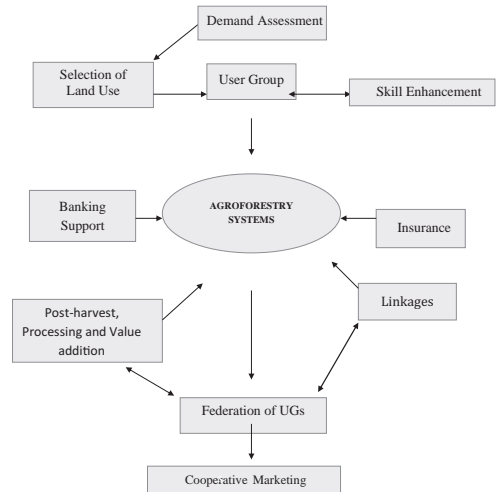 Demand Assessment
Selection of
Land Use
User Group
Skill Enhancement
AGROFORESTRY
SYSTEMS
Banking
Support
Insurance
Post-harvest,
Processing and Value
addition
Linkages
Federation of UGs
Cooperative Marketing